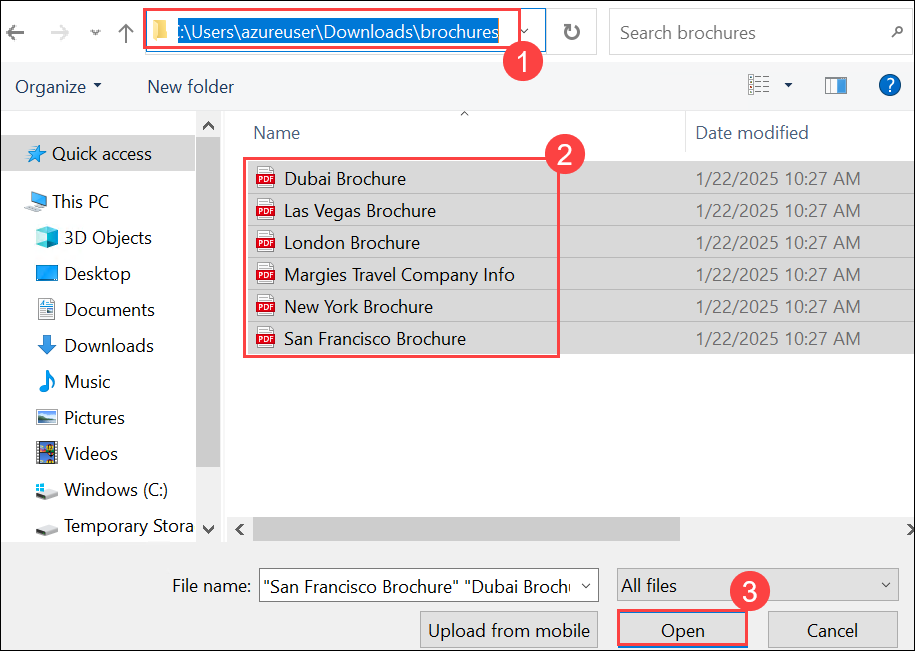 :\Users\azureuser\Downloads\brochures
Search brochures
1
Organize
New folder
?
Name
Date modified
2
Quick access
This PC
3D Objects
Desktop
Documents
Downloads
Music
Pictures
Videos
Windows (C:)
Temporary Stora
PDF Dubai Brochure 1/22/2025 10:27 AM
PDF Las Vegas Brochure 1/22/2025 10:27 AM
PDF London Brochure 1/22/2025 10:27 AM
PDF Margies Travel Company Info 1/22/2025 10:27 AM
PDF New York Brochure 1/22/2025 10:27 AM
PDF San Francisco Brochure 1/22/2025 10:27 AM
File name: "San Francisco Brochure" "Dubai Broch
All files
3
Upload from mobile
Open
Cancel